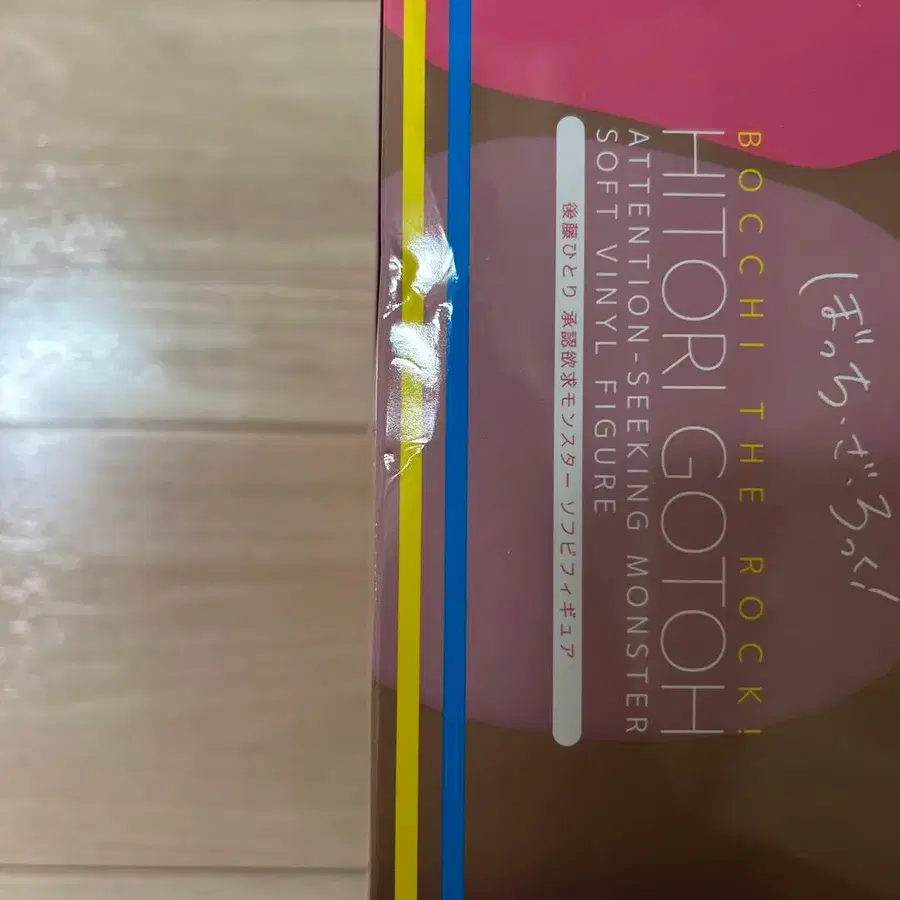 ぼっち・ざ・ろっく!
BOCCHI THE ROCK!
HITORI GOTOH
ATTENTION-SEEKING MONSTER
SOFT VINYL FIGURE
後藤ひとり 承認欲求モンスター ソフビフィギュア